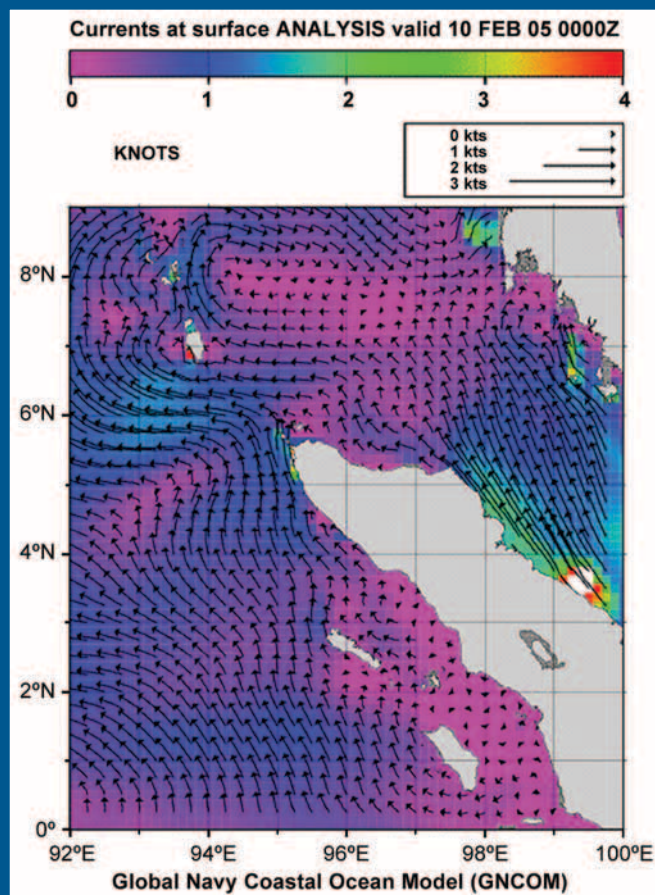 Currents at surface ANALYSIS valid 10 FEB 05 0000Z
0 1 2 3 4
KNOTS
0 kts
1 kts
2 kts
3 kts
8ºN
6ºN
4ºN
2ºN
0º
92ºE 94ºE 96ºE 98ºE 100ºE
Global Navy Coastal Ocean Model (GNCOM)